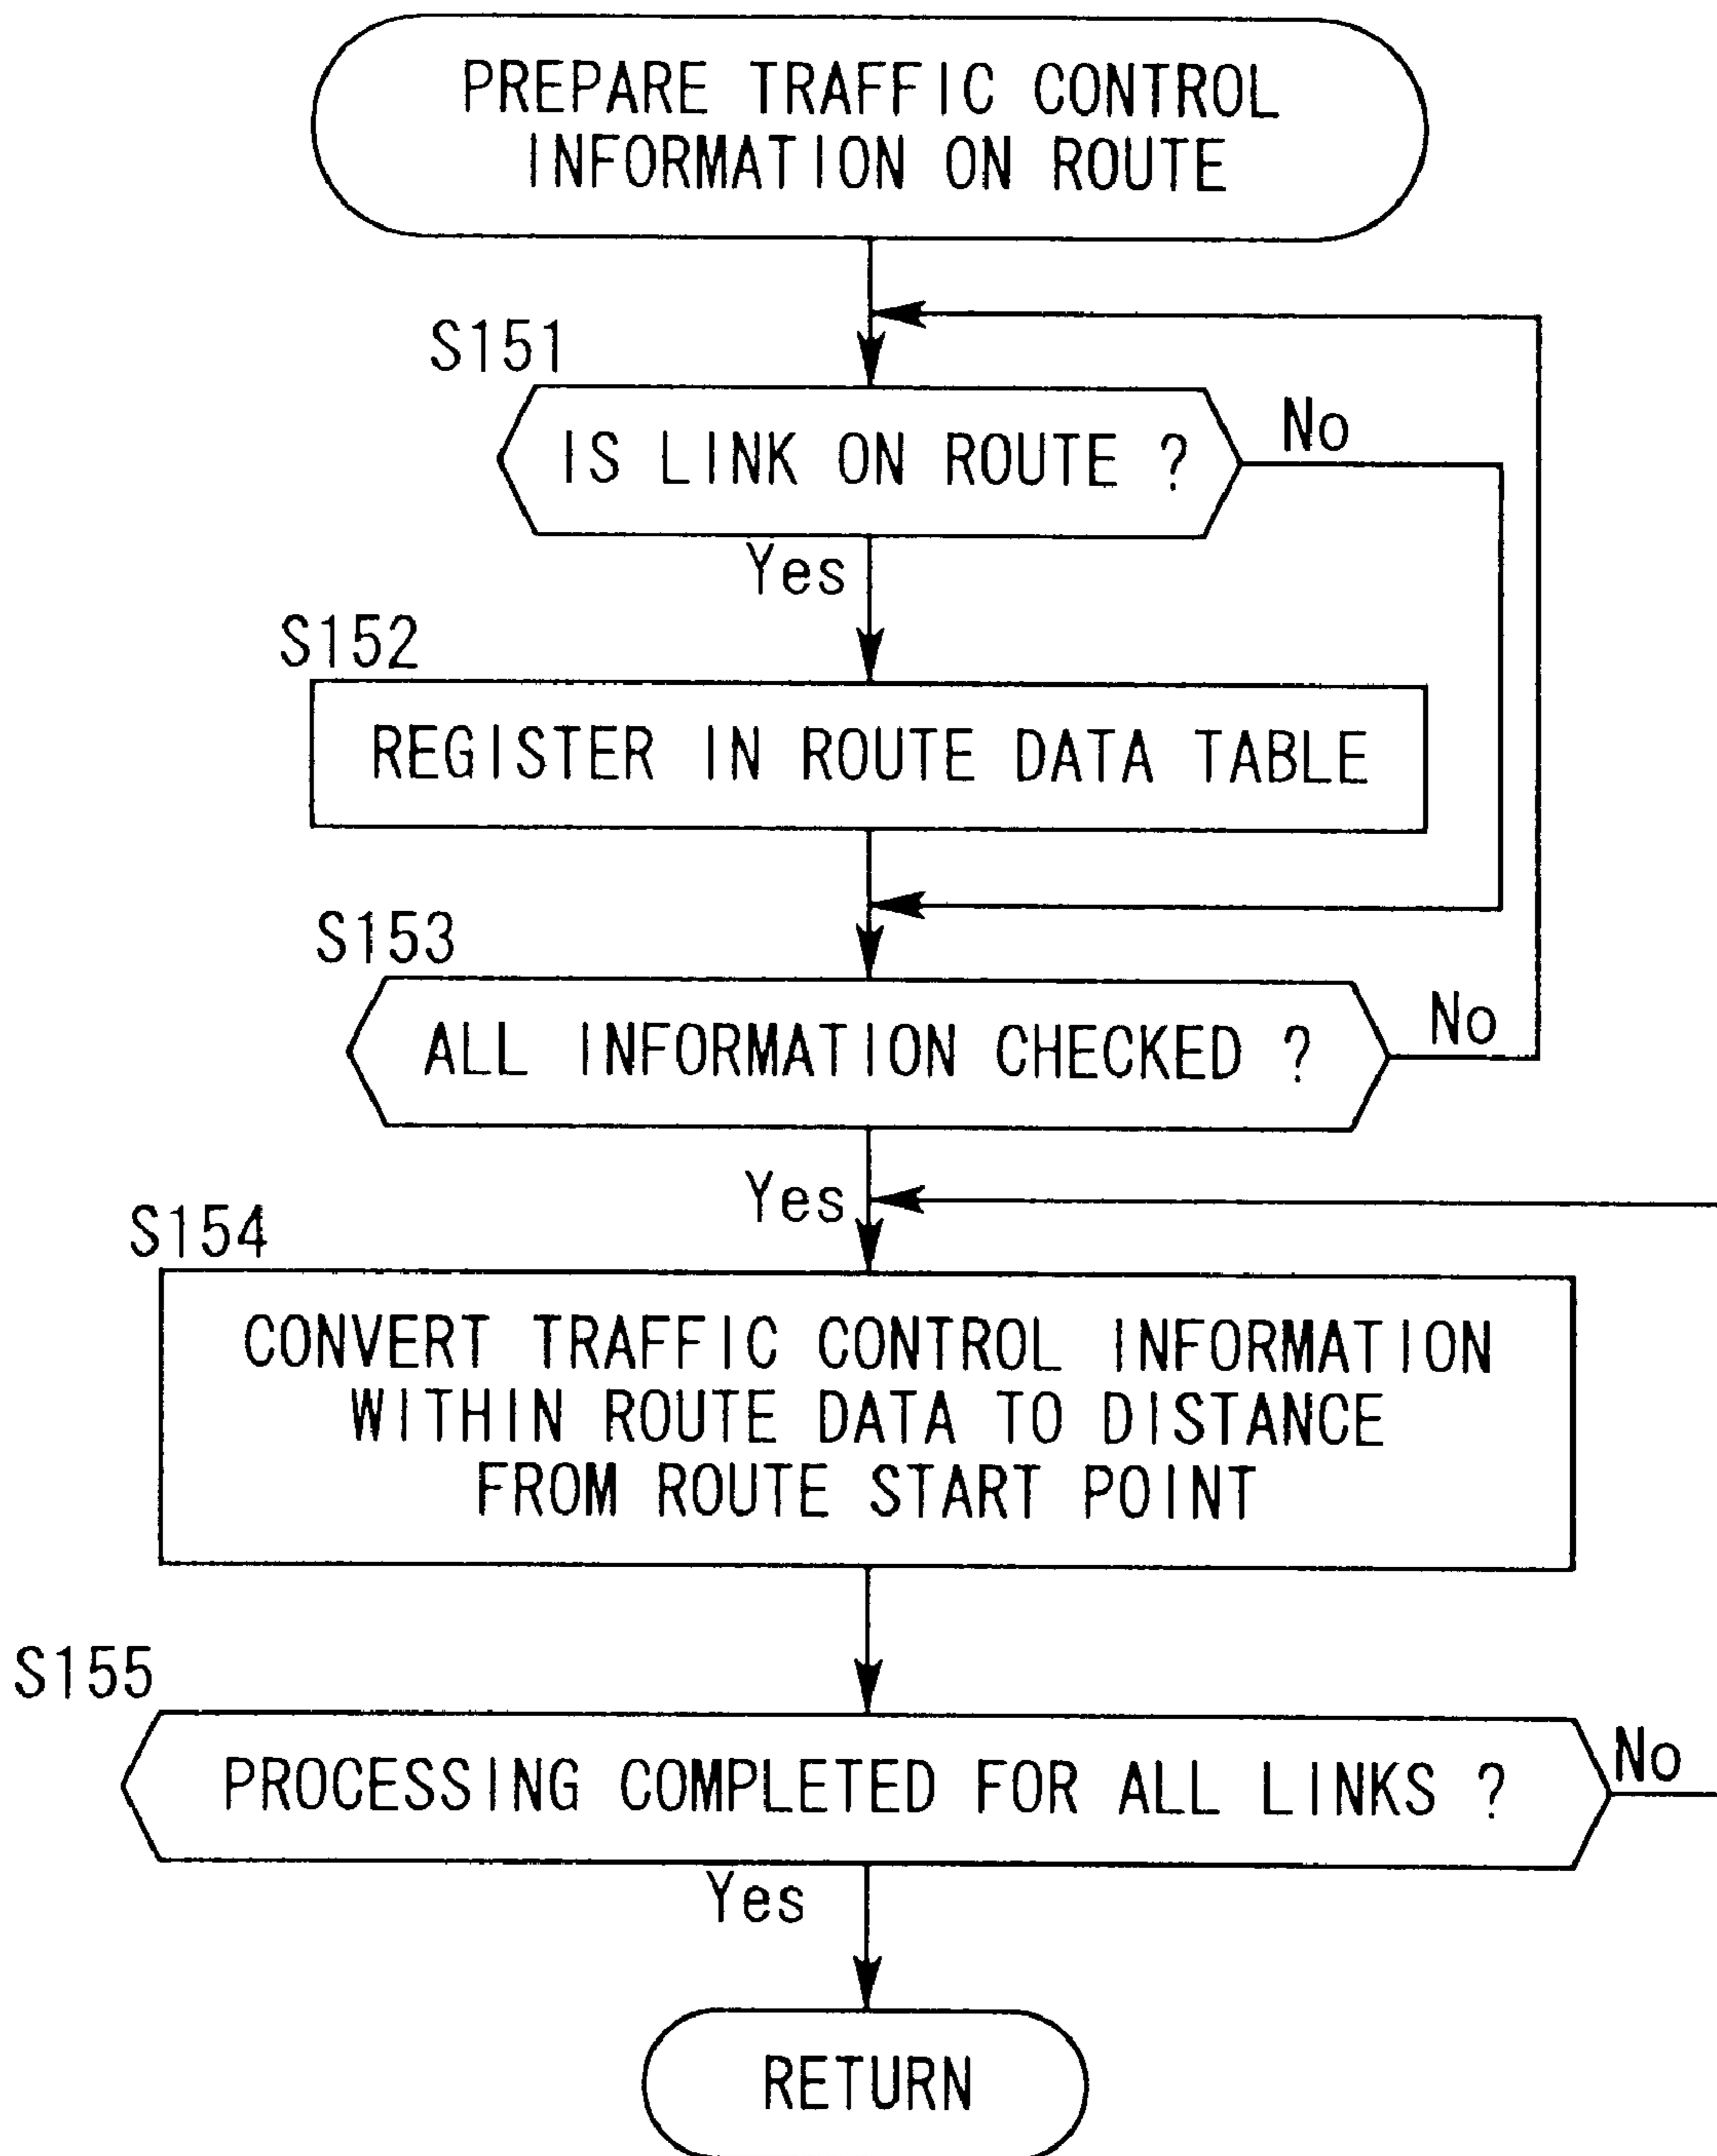 PREPARE TRAFFIC CONTROL
INFORMATION ON ROUTE
S151
IS LINK ON ROUTE ?
No
Yes
S152
REGISTER IN ROUTE DATA TABLE
S153
ALL INFORMATION CHECKED ?
No
Yes
S154
CONVERT TRAFFIC CONTROL INFORMATION
WITHIN ROUTE DATA TO DISTANCE
FROM ROUTE START POINT
S155
PROCESSING COMPLETED FOR ALL LINKS ?
No
Yes
RETURN